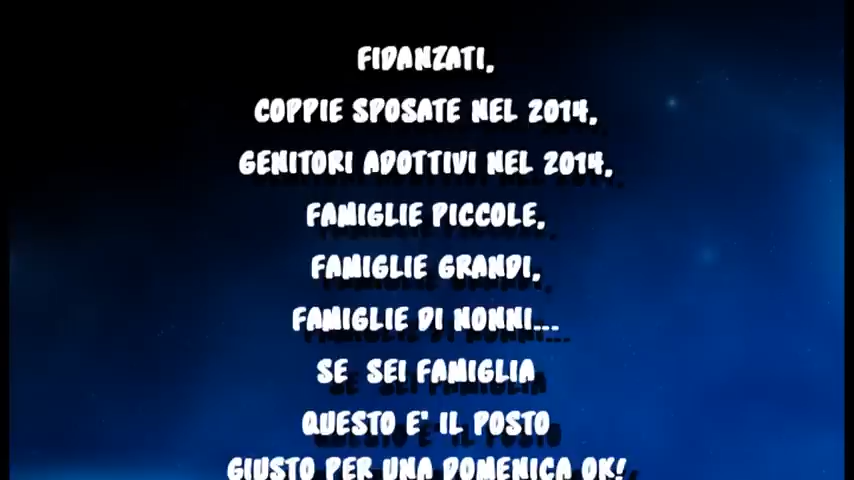 FIDANZATI,
COPPIE SPOSATE NEL 2014,
GENITORI ADOTTIVI NEL 2014,
FAMIGLIE PICCOLE,
FAMIGLIE GRANDI,
FAMIGLIE DI NONNI...
SE SEI FAMIGLIA
QUESTO E' IL POSTO
GIUSTO PER UNA DOMENICA OK!